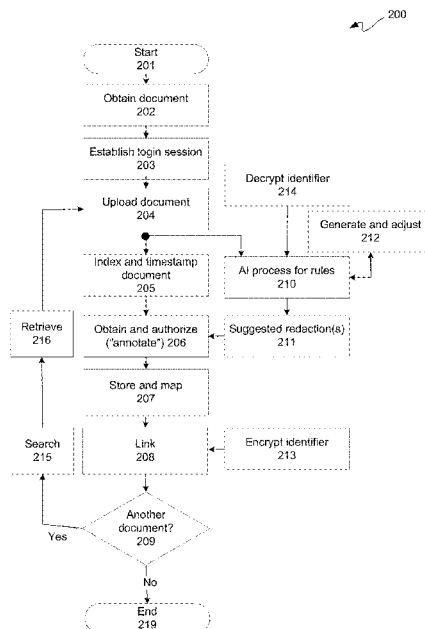 200
Start
201
Obtain document
202
Establish login session
203
Decrypt identifier
214
Upload document
204
Generate and adjust
212
Index and timestamp
document
205
AI process for rules
210
Retrieve
216
Obtain and authorize
("annotate") 206
Suggested redaction(s)
211
Store and map
207
Search
215
Link
208
Encrypt identifier
213
Another
document?
209
Yes
No
End
219